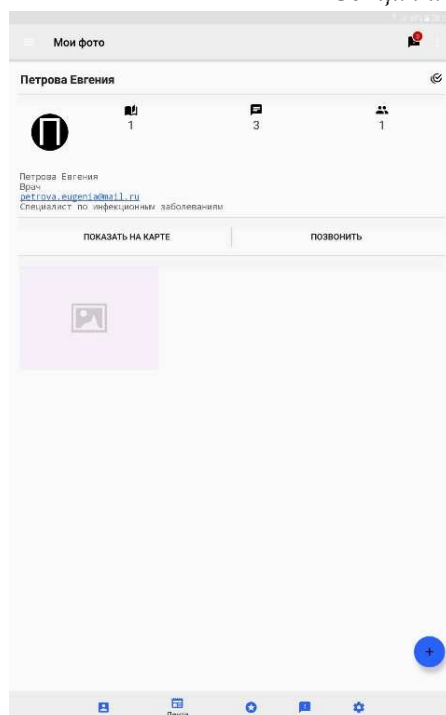 Мои фото
Петрова Евгения
П
1
3
1
Петрова Евгения
Врач
petrova.eugenia@mail.ru
Специалист по инфекционным заболеваниям
ПОКАЗАТЬ НА КАРТЕ
ПОЗВОНИТЬ
+
Лента